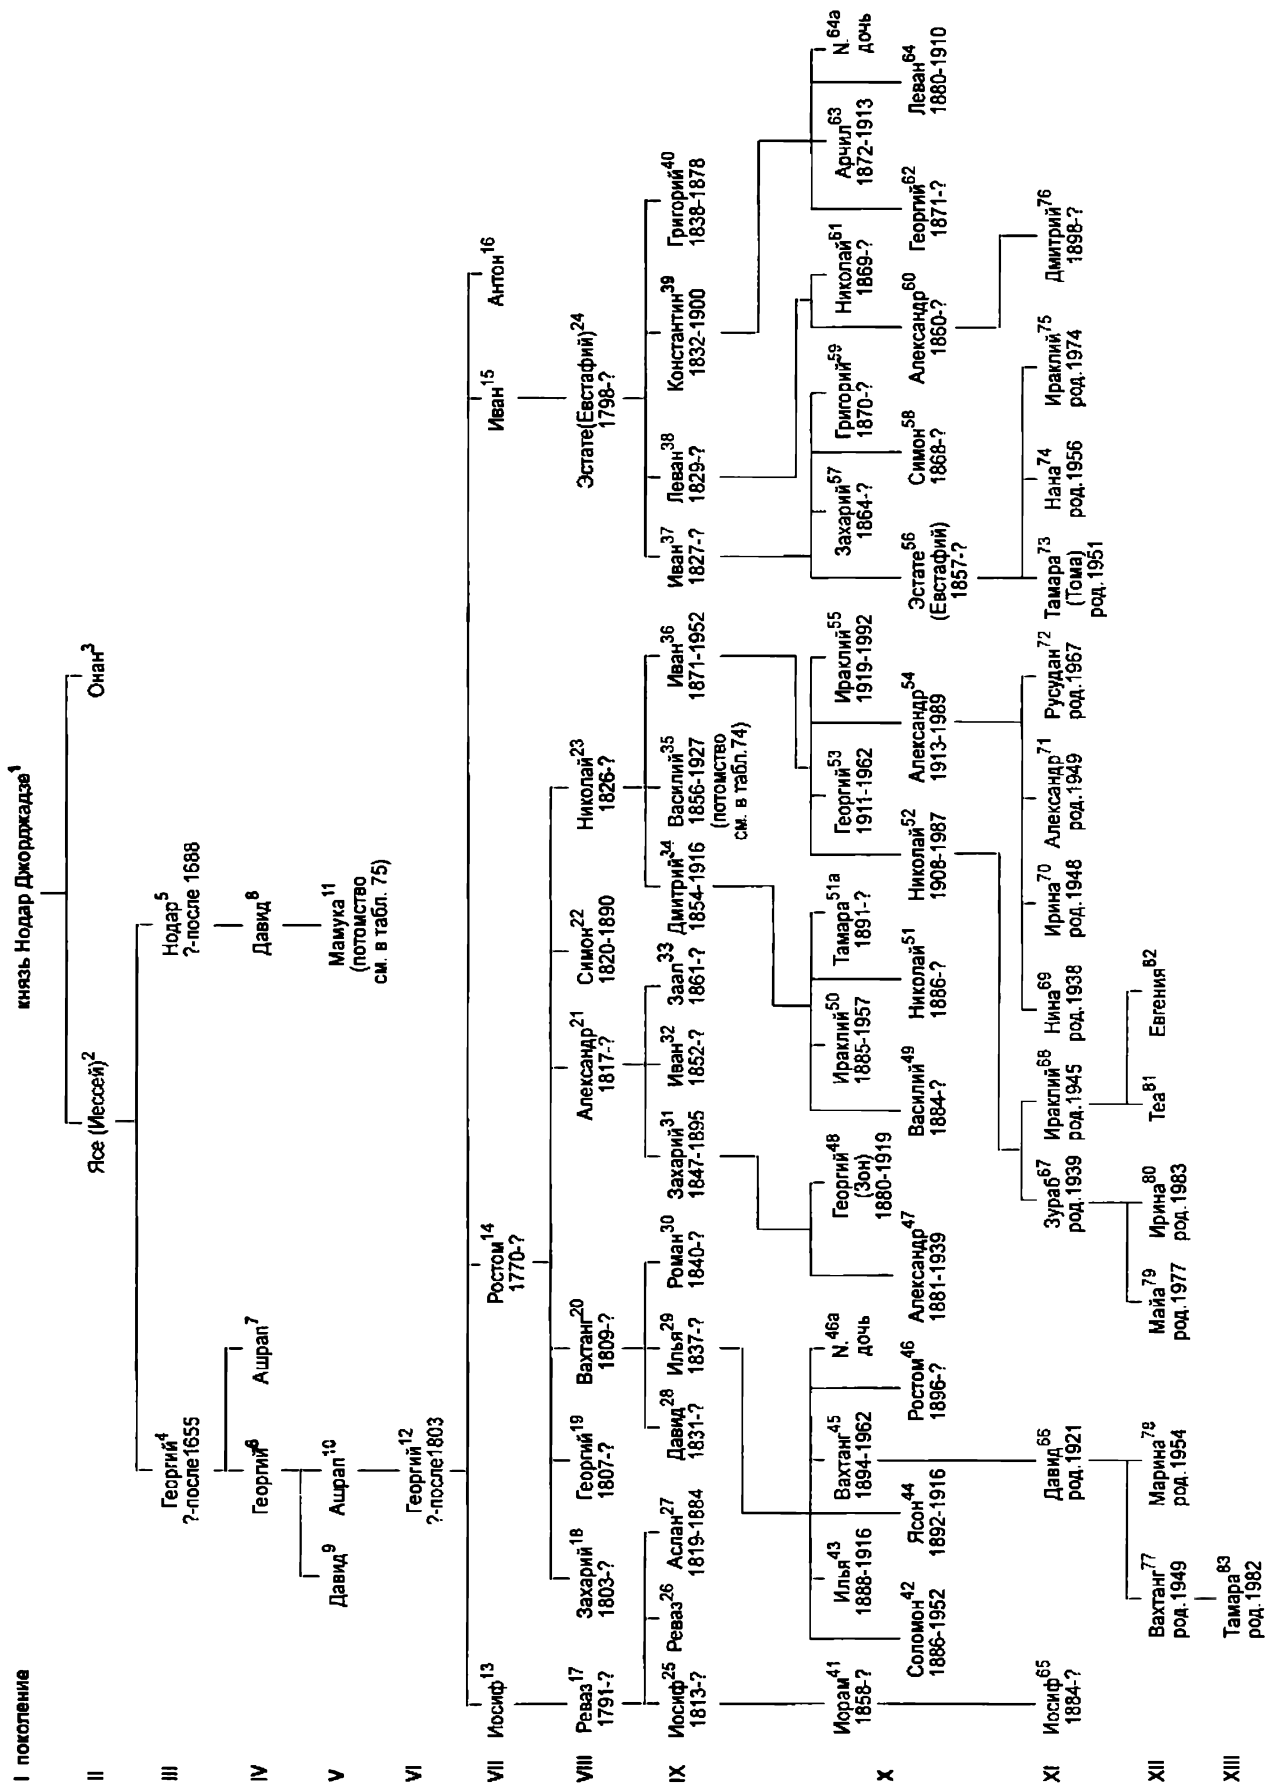 I поколение
князь Нодар Джорджадзе¹
II
Ясе (Иессей)²
Онан³
III
Георгий⁴
?-после1655
Нодар⁵
?-после 1688
IV
Георгий⁶
Ашрап⁷
Давид⁸
V
Давид⁹
Ашрап¹⁰
Мамука¹¹
(потомство
см. в табл. 75)
VI
Георгий¹²
?-после1803
VII
Иосиф¹³
Ростом¹⁴
1770-?
Иван¹⁵
Антон¹⁶
VIII
Реваз¹⁷
1791-?
Захарий¹⁸
1803-?
Георгий¹⁹
1807-?
Вахтанг²⁰
1809-?
Александр²¹
1817-?
Симон²²
1820-1890
Николай²³
1826-?
Эстате(Евстафий)²⁴
1798-?
IX
Иосиф²⁵
1813-?
Реваз²⁶
Аслан²⁷
1819-1884
Давид²⁸
1831-?
Илья²⁹
1837-?
Роман³⁰
1840-?
Захарий³¹
1847-1895
Иван³²
1852-?
Заал³³
1861-?
Дмитрий³⁴
1854-1916
Василий³⁵
1856-1927
(потомство
см. в табл.74)
Иван³⁶
1871-1952
Иван³⁷
1827-?
Леван³⁸
1829-?
Константин³⁹
1832-1900
Григорий⁴⁰
1838-1878
X
Иорам⁴¹
1858-?
Соломон⁴²
1886-1952
Илья⁴³
1888-1916
Ясон⁴⁴
1892-1916
Вахтанг⁴⁵
1894-1962
Ростом⁴⁶
1896-?
N.⁴⁶ᵃ
дочь
Александр⁴⁷
1881-1939
Георгий⁴⁸
(Зон)
1880-1919
Василий⁴⁹
1884-?
Ираклий⁵⁰
1885-1957
Николай⁵¹
1886-?
Тамара⁵¹ᵃ
1891-?
Николай⁵²
1908-1987
Георгий⁵³
1911-1962
Александр⁵⁴
1913-1989
Ираклий⁵⁵
1919-1992
Эстате⁵⁶
(Евстафий)
1857-?
Захарий⁵⁷
1864-?
Симон⁵⁸
1868-?
Григорий⁵⁹
1870-?
Александр⁶⁰
1860-?
Николай⁶¹
1869-?
Георгий⁶²
1871-?
Арчил⁶³
1872-1913
Леван⁶⁴
1880-1910
N.⁶⁴ᵃ
дочь
XI
Иосиф⁶⁵
1884-?
Давид⁶⁶
род.1921
Зураб⁶⁷
род.1939
Ираклий⁶⁸
род.1945
Нина⁶⁹
род.1938
Ирина⁷⁰
род.1948
Александр⁷¹
род.1949
Русудан⁷²
род.1967
Тамара⁷³
(Тома)
род.1951
Нана⁷⁴
род.1956
Ираклий⁷⁵
род.1974
Дмитрий⁷⁶
1898-?
XII
Вахтанг⁷⁷
род.1949
Марина⁷⁸
род.1954
Майа⁷⁹
род.1977
Ирина⁸⁰
род.1983
Теа⁸¹
Евгения⁸²
XIII
Тамара⁸³
род.1982